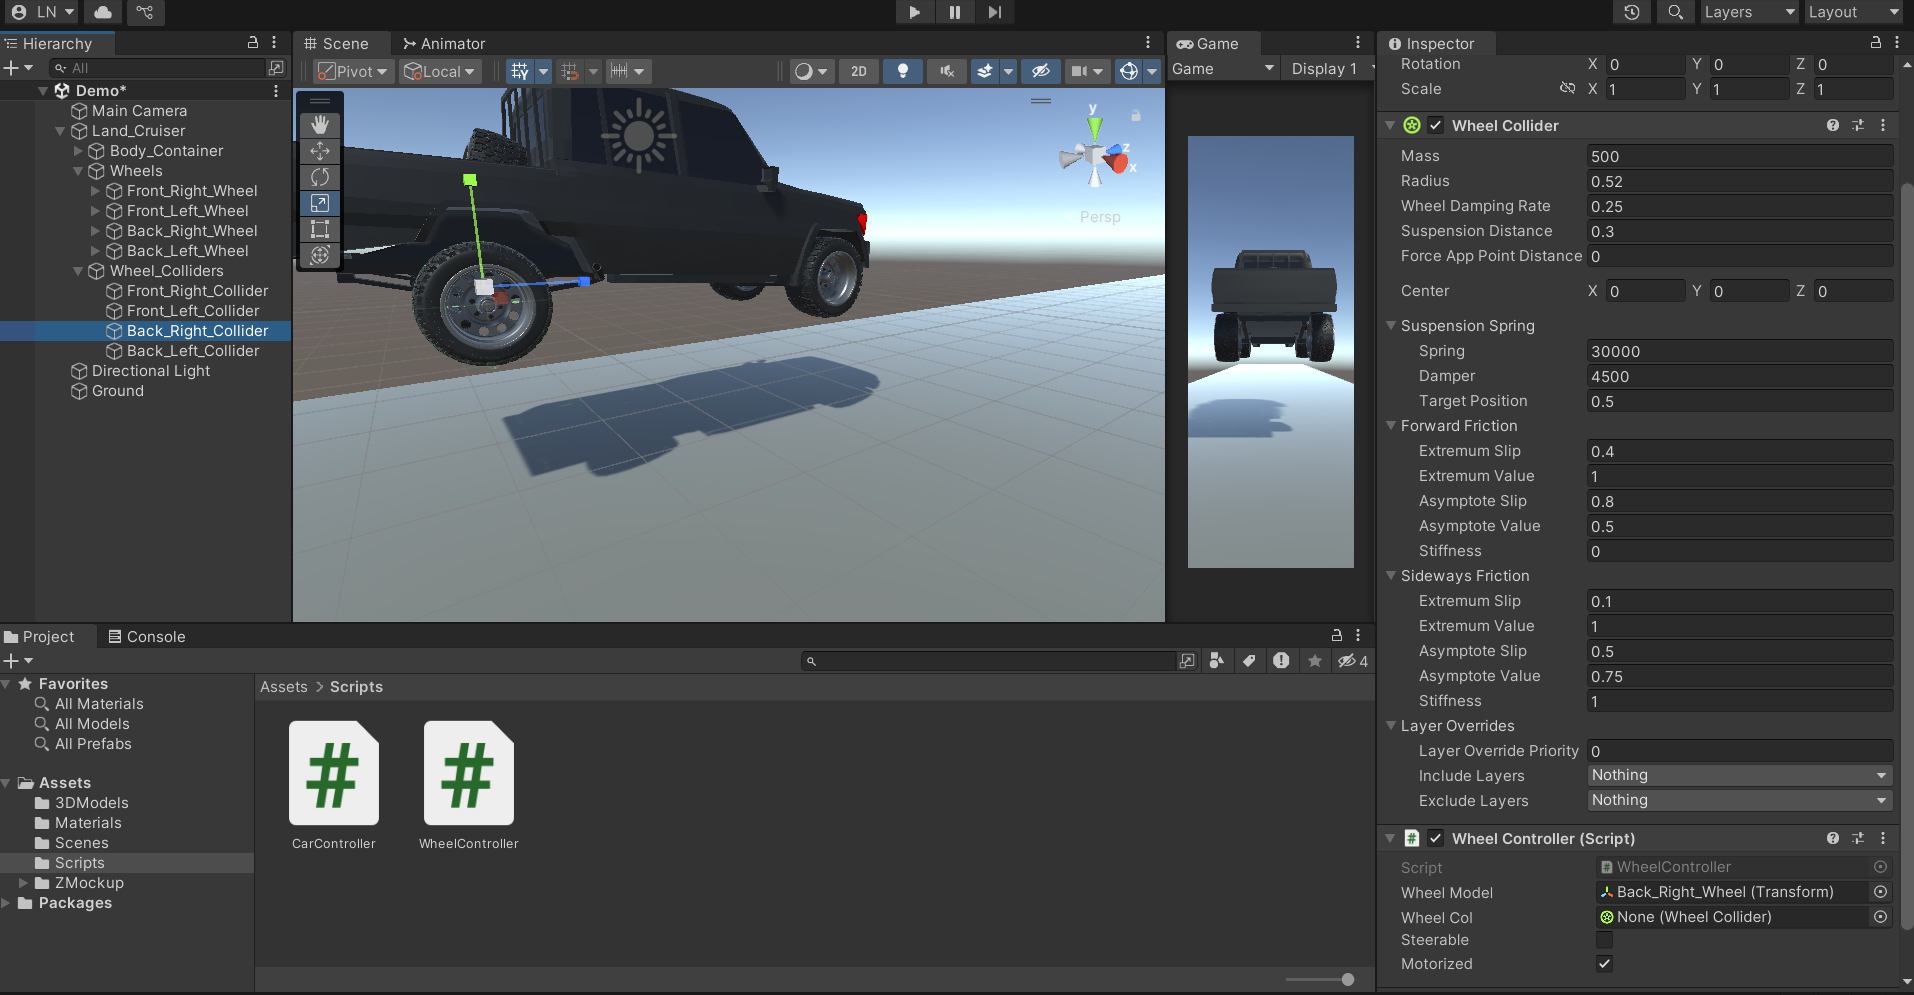 LN
Layers
Layout
Hierarchy
All
Demo*
Main Camera
Land_Cruiser
Body_Container
Wheels
Front_Right_Wheel
Front_Left_Wheel
Back_Right_Wheel
Back_Left_Wheel
Wheel_Colliders
Front_Right_Collider
Front_Left_Collider
Back_Right_Collider
Back_Left_Collider
Directional Light
Ground
Scene
Animator
Pivot
Local
2D
y
z
x
Persp
Game
Game
Display 1
Inspector
Rotation X 0 Y 0 Z 0
Scale X 1 Y 1 Z 1
Wheel Collider
Mass 500
Radius 0.52
Wheel Damping Rate 0.25
Suspension Distance 0.3
Force App Point Distance 0
Center X 0 Y 0 Z 0
Suspension Spring
Spring 30000
Damper 4500
Target Position 0.5
Forward Friction
Extremum Slip 0.4
Extremum Value 1
Asymptote Slip 0.8
Asymptote Value 0.5
Stiffness 0
Sideways Friction
Extremum Slip 0.1
Extremum Value 1
Asymptote Slip 0.5
Asymptote Value 0.75
Stiffness 1
Layer Overrides
Layer Override Priority 0
Include Layers Nothing
Exclude Layers Nothing
Wheel Controller (Script)
Script WheelController
Wheel Model Back_Right_Wheel (Transform)
Wheel Col None (Wheel Collider)
Steerable
Motorized
Project
Console
4
Favorites
All Materials
All Models
All Prefabs
Assets
3DModels
Materials
Scenes
Scripts
ZMockup
Packages
Assets > Scripts
CarController
WheelController